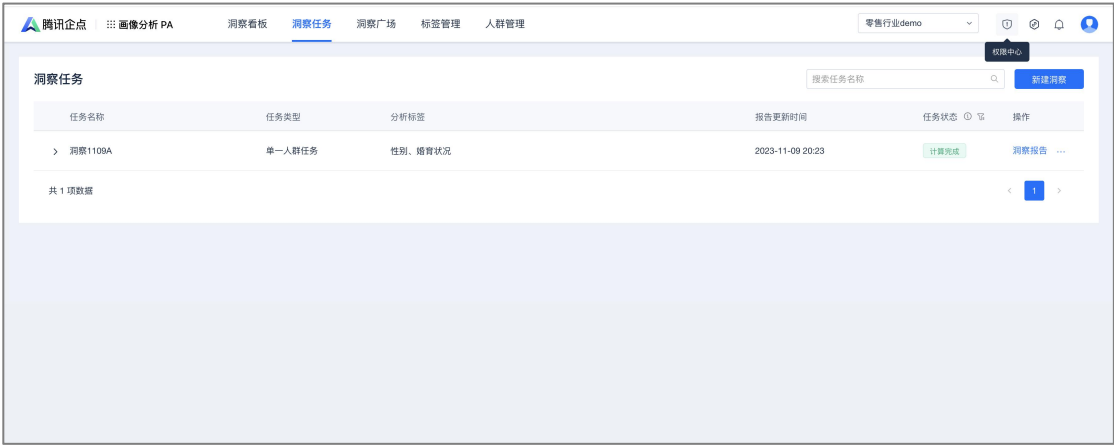 腾讯企点 画像分析 PA 洞察看板 洞察任务 洞察广场 标签管理 人群管理 零售行业demo
权限中心
洞察任务 搜索任务名称 新建洞察
任务名称 任务类型 分析标签 报告更新时间 任务状态 操作
洞察1109A 单一人群任务 性别、婚育状况 2023-11-09 20:23 计算完成 洞察报告 ...
共 1 项数据 < 1 >